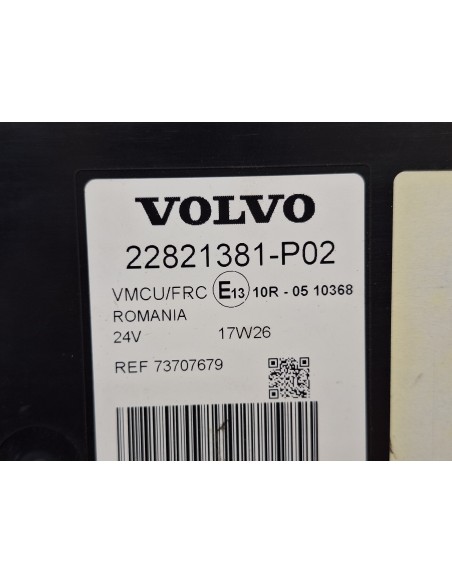 VOLVO
22821381-P02
VMCU/FRC E13 10R - 05 10368
ROMANIA
24V 17W26
REF 73707679